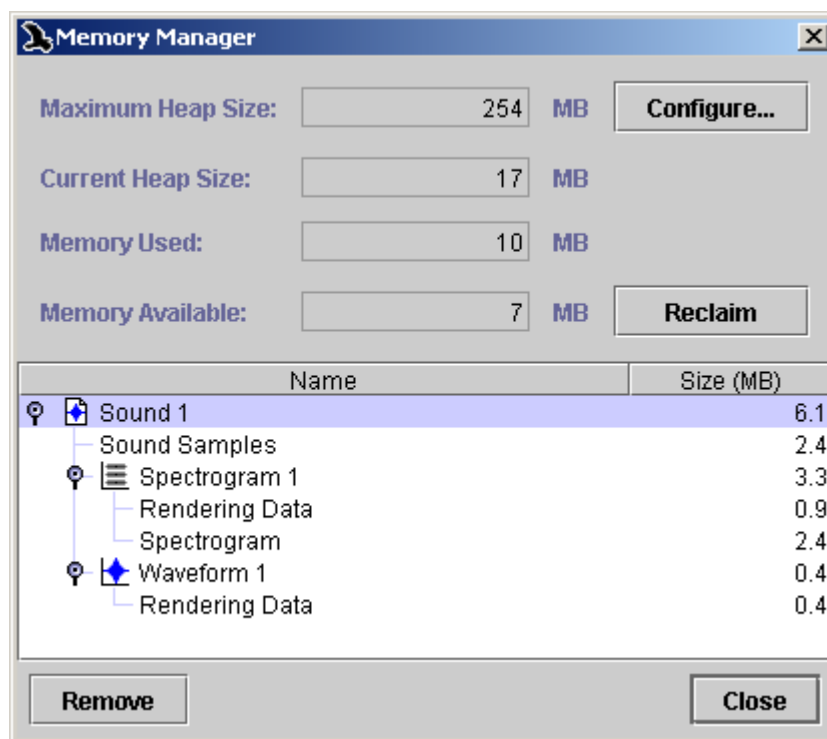 Memory Manager
Maximum Heap Size: 254 MB Configure...
Current Heap Size: 17 MB
Memory Used: 10 MB
Memory Available: 7 MB Reclaim
Name Size (MB)
Sound 1 6.1
Sound Samples 2.4
Spectrogram 1 3.3
Rendering Data 0.9
Spectrogram 2.4
Waveform 1 0.4
Rendering Data 0.4
Remove Close